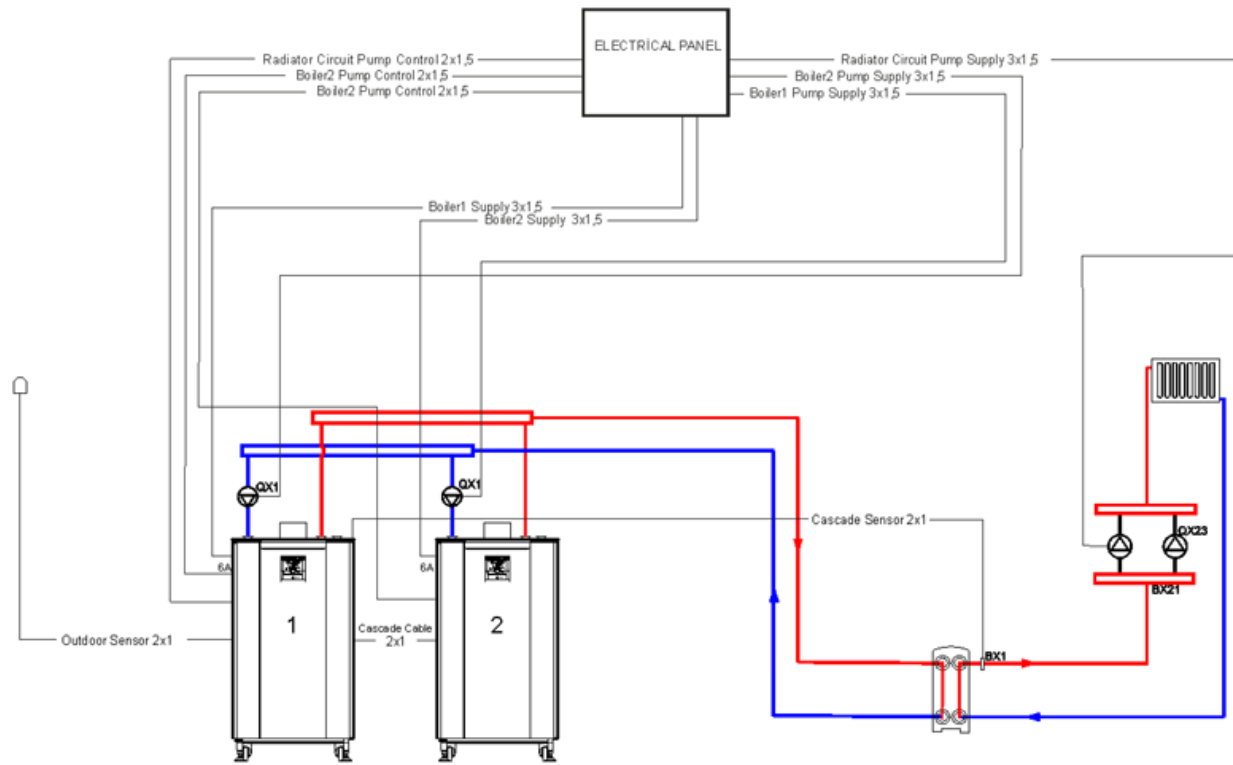 ELECTRİCAL PANEL
Radiator Circuit Pump Control 2x1,5
Boiler2 Pump Control 2x1,5
Boiler2 Pump Control 2x1,5
Radiator Circuit Pump Supply 3x1,5
Boiler2 Pump Supply 3x1,5
Boiler1 Pump Supply 3x1,5
Boiler1 Supply 3x1,5
Boiler2 Supply 3x1,5
QX1
QX1
Cascade Sensor 2x1
QX23
BX21
6A
6A
1
2
Outdoor Sensor 2x1
Cascade Cable
2x1
BX1